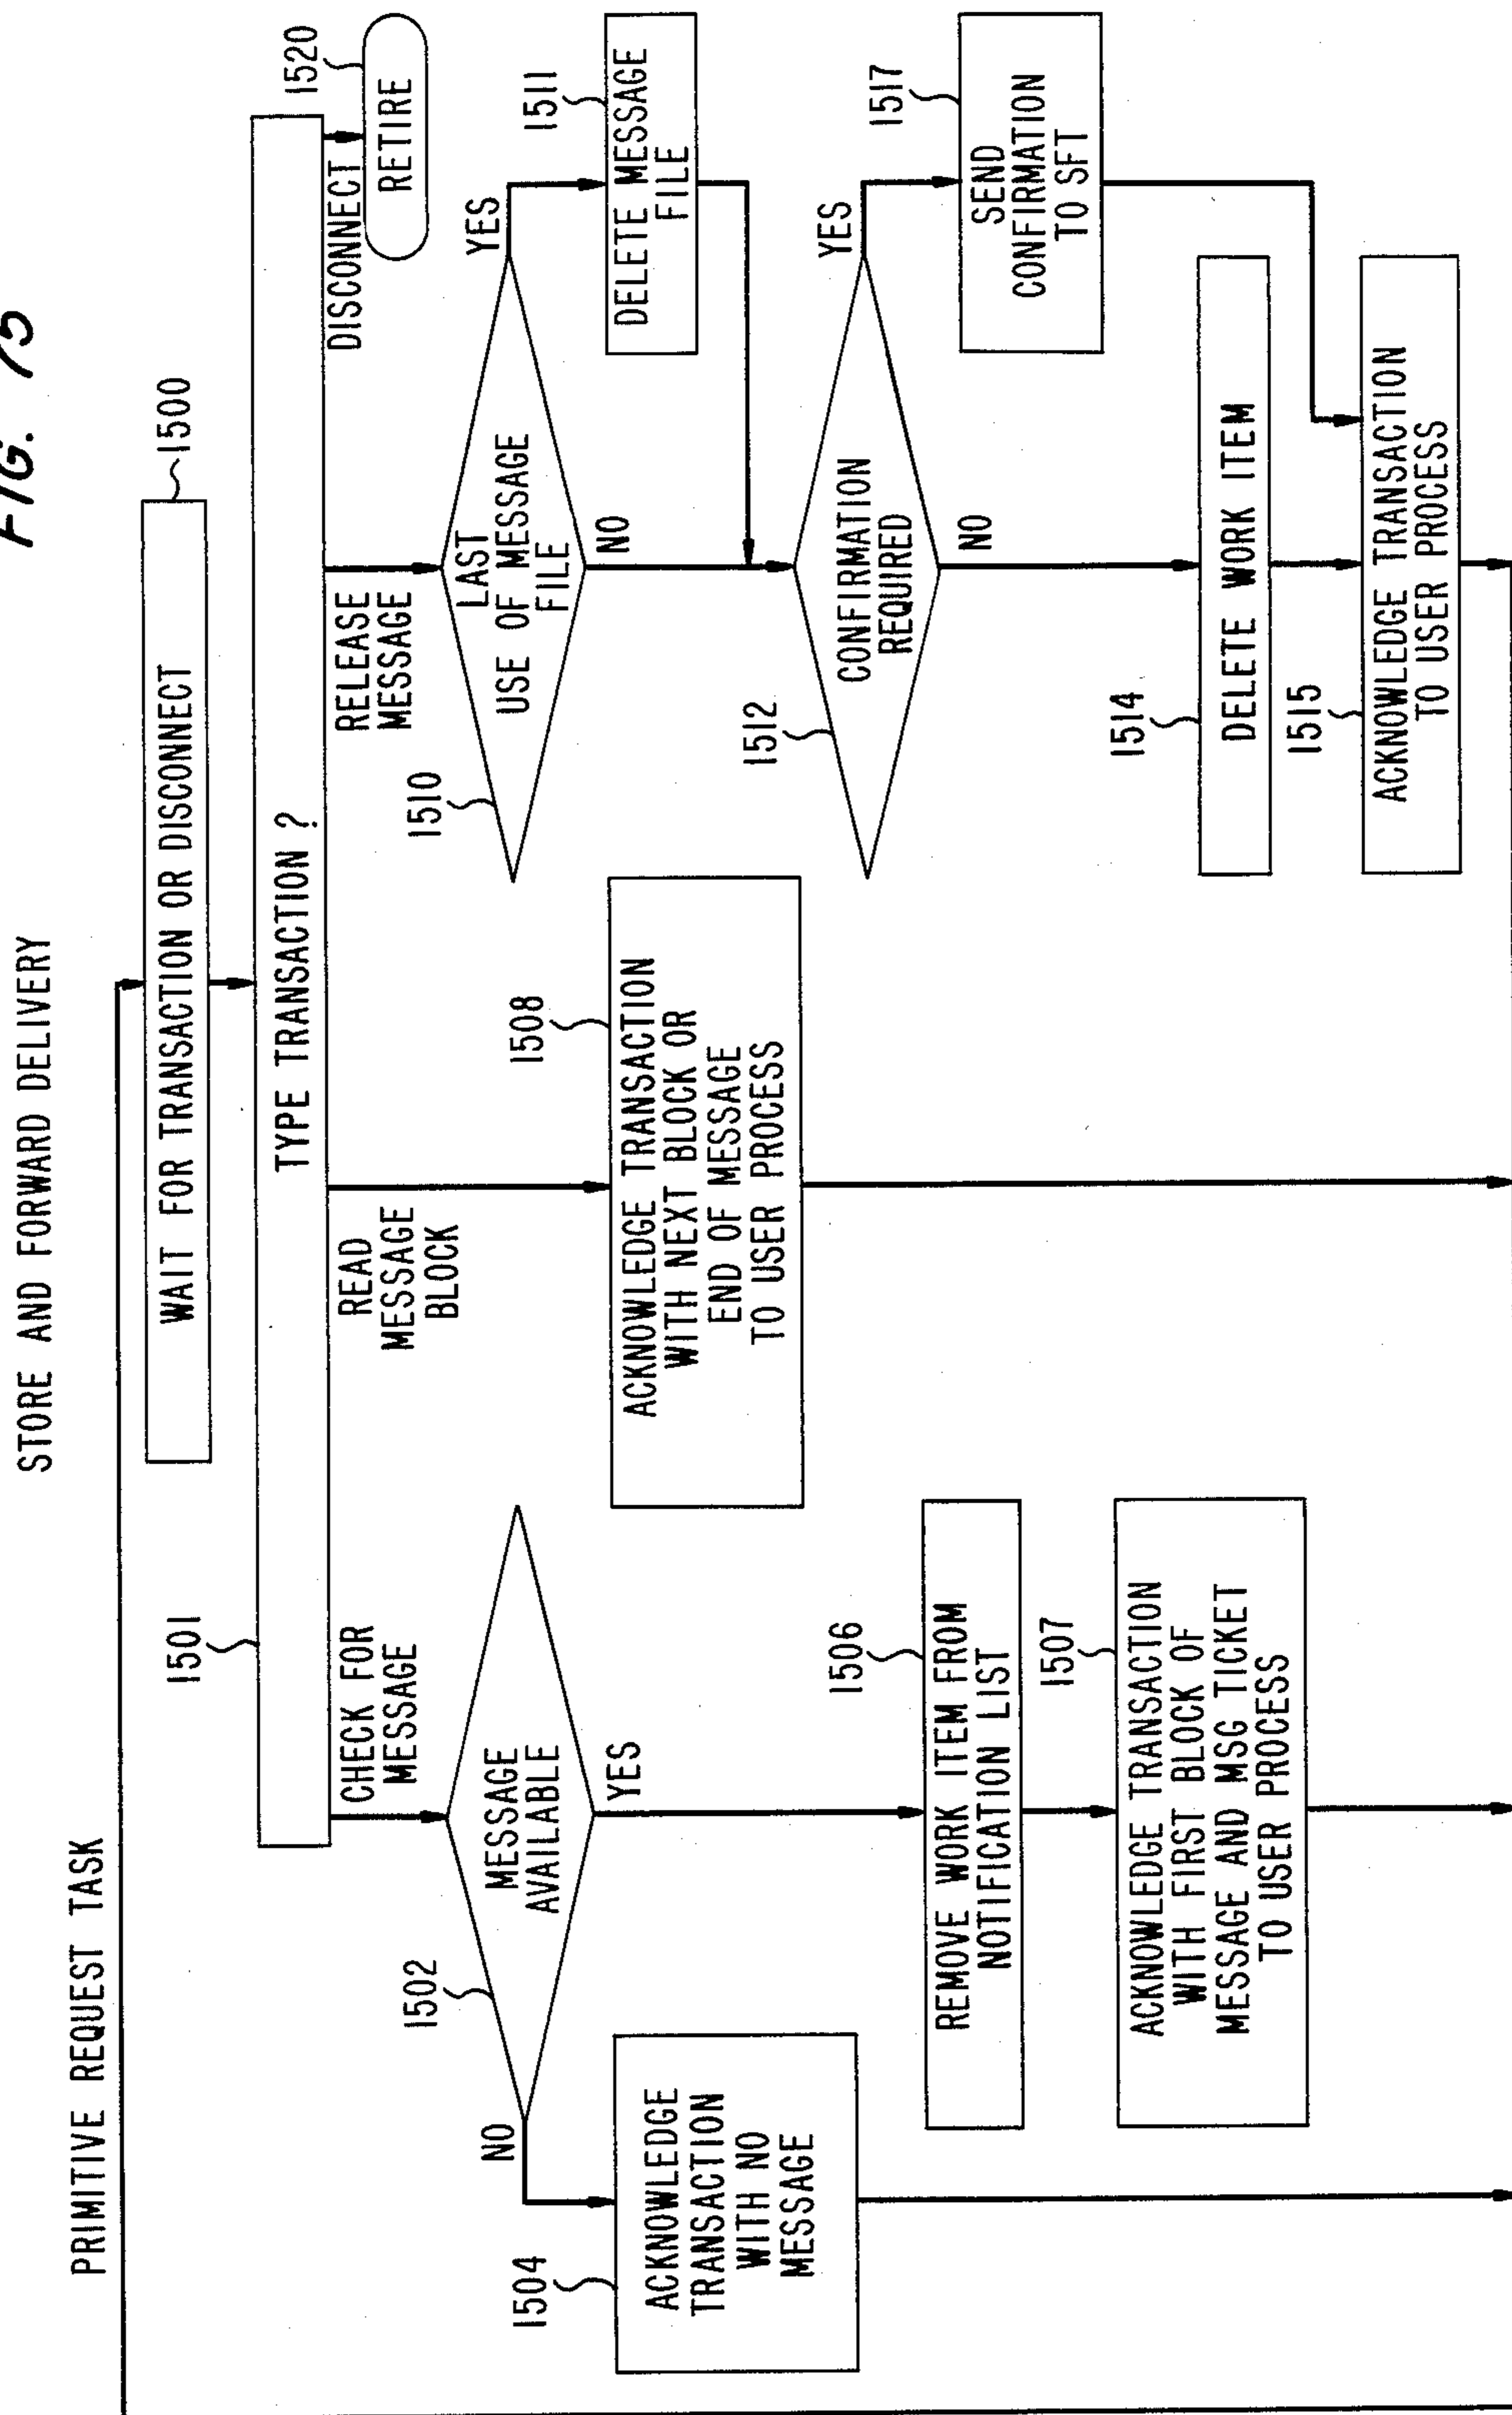 FIG. 15
STORE AND FORWARD DELIVERY
PRIMITIVE REQUEST TASK
1500
WAIT FOR TRANSACTION OR DISCONNECT
1501
TYPE TRANSACTION ?
CHECK FOR
MESSAGE
READ
MESSAGE
BLOCK
RELEASE
MESSAGE
DISCONNECT
1520
RETIRE
1502
MESSAGE
AVAILABLE
NO
YES
1504
ACKNOWLEDGE
TRANSACTION
WITH NO
MESSAGE
1506
REMOVE WORK ITEM FROM
NOTIFICATION LIST
1507
ACKNOWLEDGE TRANSACTION
WITH FIRST BLOCK OF
MESSAGE AND MSG TICKET
TO USER PROCESS
1508
ACKNOWLEDGE TRANSACTION
WITH NEXT BLOCK OR
END OF MESSAGE
TO USER PROCESS
1510
LAST
USE OF MESSAGE
FILE
YES
NO
1511
DELETE MESSAGE
FILE
1512
CONFIRMATION
REQUIRED
YES
NO
1517
SEND
CONFIRMATION
TO SFT
1514
DELETE WORK ITEM
1515
ACKNOWLEDGE TRANSACTION
TO USER PROCESS